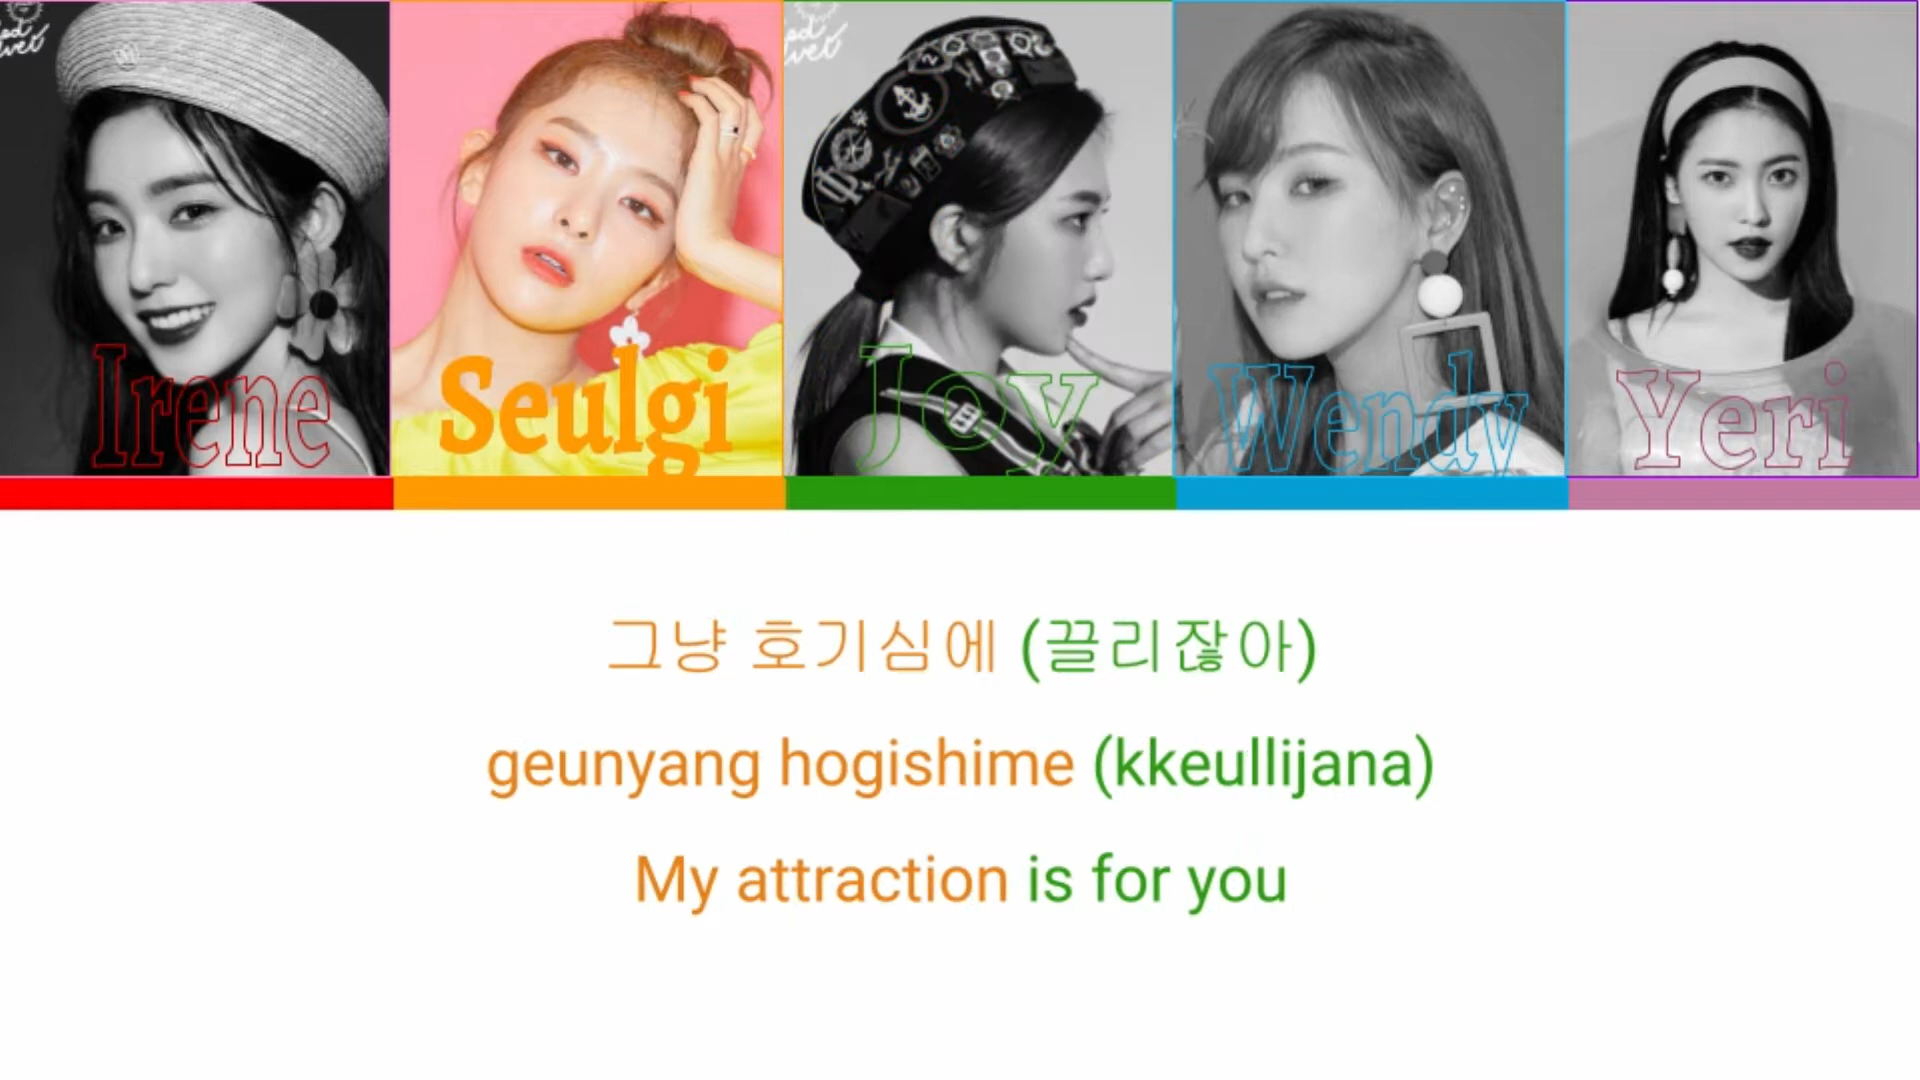 Irene Seulgi Joy Wendy Yeri
그냥 호기심에 (끌리잖아)
geunyang hogishime (kkeullijana)
My attraction is for you